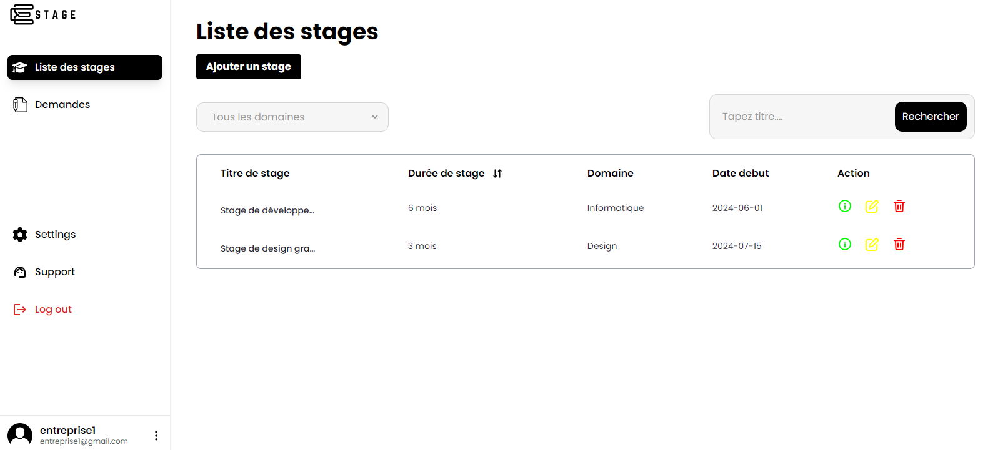 STAGE
Liste des stages
Demandes
Settings
Support
Log out
entreprise1
entreprise1@gmail.com
Liste des stages
Ajouter un stage
Tous les domaines
Tapez titre....
Rechercher
Titre de stage Durée de stage Domaine Date debut Action
Stage de développe... 6 mois Informatique 2024-06-01
Stage de design gra... 3 mois Design 2024-07-15